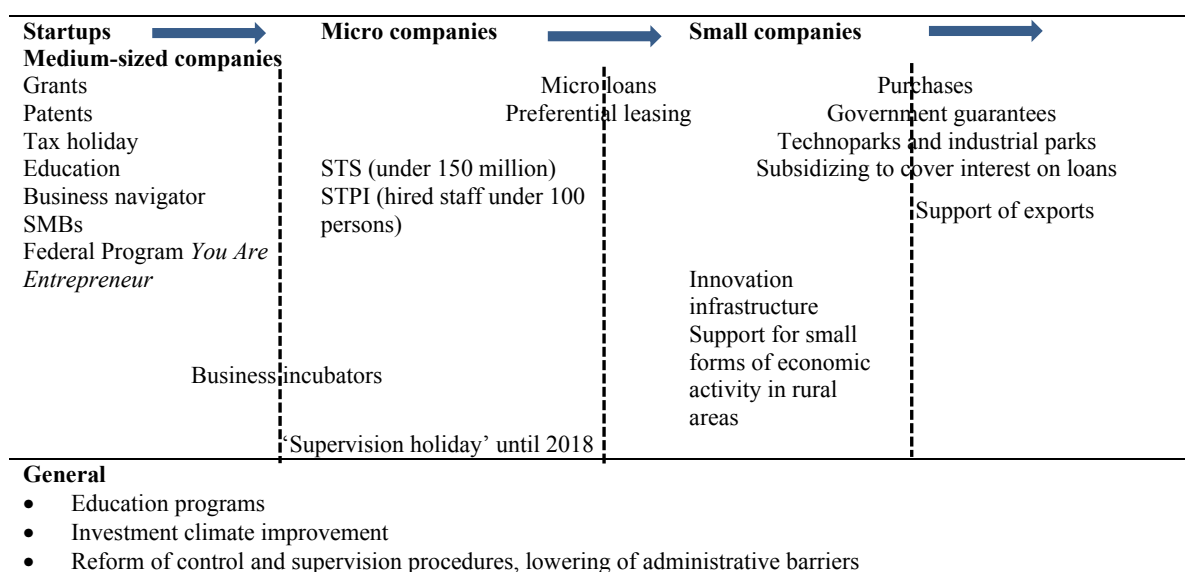 Startups Micro companies Small companies
Medium-sized companies
Grants Micro loans Purchases
Patents Preferential leasing Government guarantees
Tax holiday Technoparks and industrial parks
Education STS (under 150 million) Subsidizing to cover interest on loans
Business navigator STPI (hired staff under 100
SMBs persons) Support of exports
Federal Program You Are
Entrepreneur Innovation
infrastructure
Support for small
forms of economic
Business incubators activity in rural
areas
‘Supervision holiday’ until 2018
General
• Education programs
• Investment climate improvement
• Reform of control and supervision procedures, lowering of administrative barriers